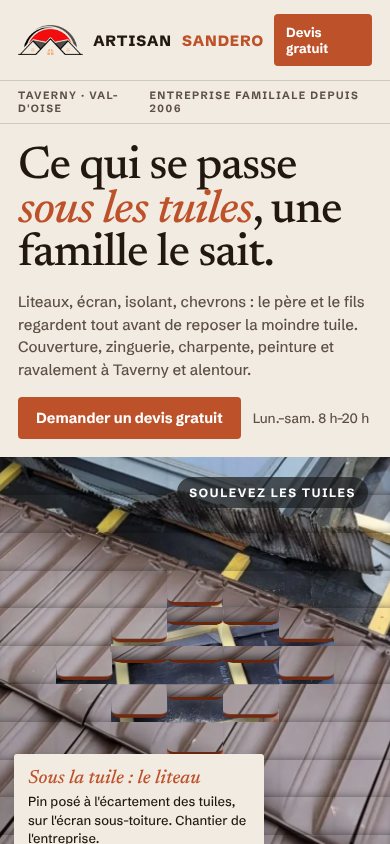 ARTISAN SANDERO
Devis
gratuit
TAVERNY · VAL-
D'OISE
ENTREPRISE FAMILIALE DEPUIS
2006
Ce qui se passe
sous les tuiles, une
famille le sait.
Liteaux, écran, isolant, chevrons : le père et le fils
regardent tout avant de reposer la moindre tuile.
Couverture, zinguerie, charpente, peinture et
ravalement à Taverny et alentour.
Demander un devis gratuit
Lun.-sam. 8 h-20 h
SOULEVEZ LES TUILES
Sous la tuile : le liteau
Pin posé à l'écartement des tuiles,
sur l'écran sous-toiture. Chantier de
l'entreprise.